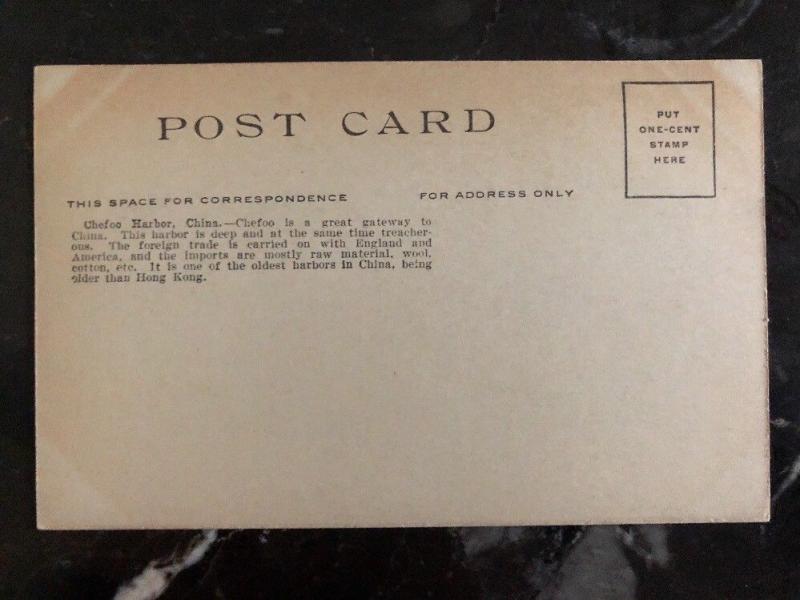 POST CARD
PUT
ONE-CENT
STAMP
HERE
THIS SPACE FOR CORRESPONDENCE
FOR ADDRESS ONLY
Chefoo Harbor, China.—Chefoo is a great gateway to
China. This harbor is deep and at the same time treacher-
ous. The foreign trade is carried on with England and
America, and the imports are mostly raw material, wool,
cotton, etc. It is one of the oldest harbors in China, being
older than Hong Kong.